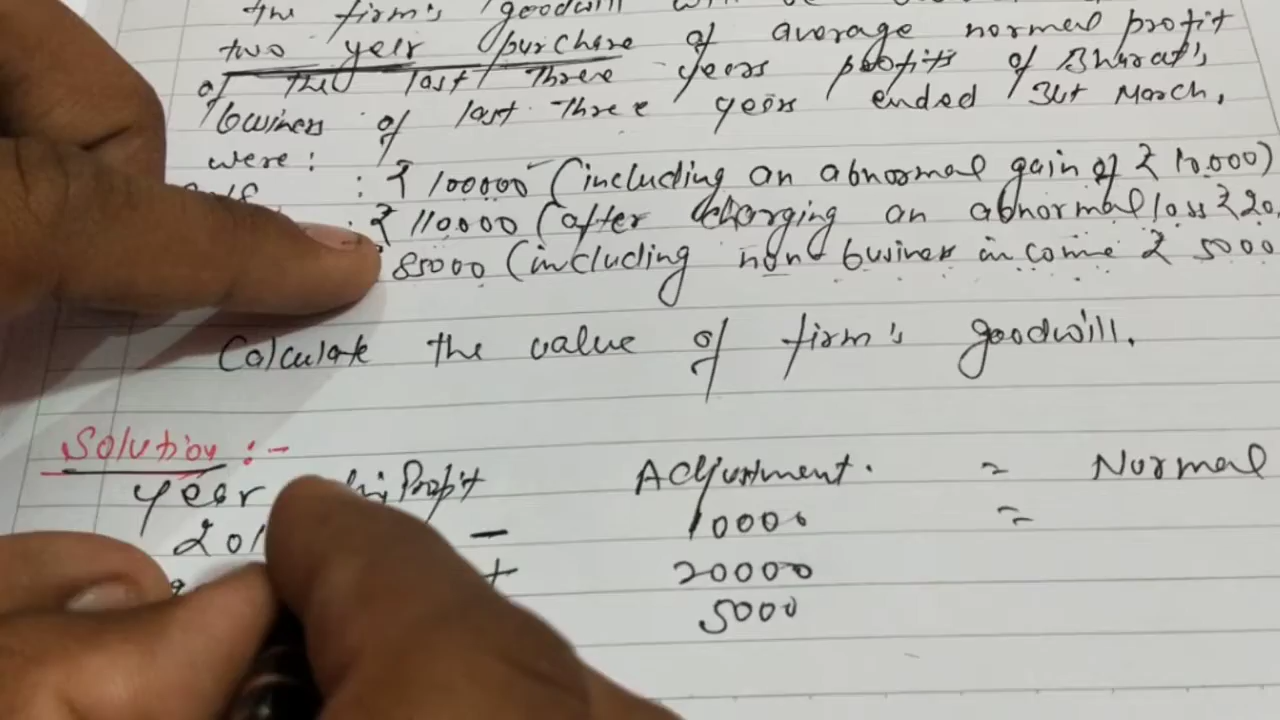 the firm's goodwill
two year purchase of average normal profit
of the last three years profits of Bharat's
business of last three years ended 31st March,
were:
: ₹ 100000 (including an abnormal gain of ₹ 10,000)
: ₹ 110000 (after charging an abnormal loss ₹ 20,
85000 (including non business income ₹ 5000
Calculate the value of firm's goodwill.
Solution :-
year Profit Adjustment. = Normal
201 - 10000 =
+ 20000
5000